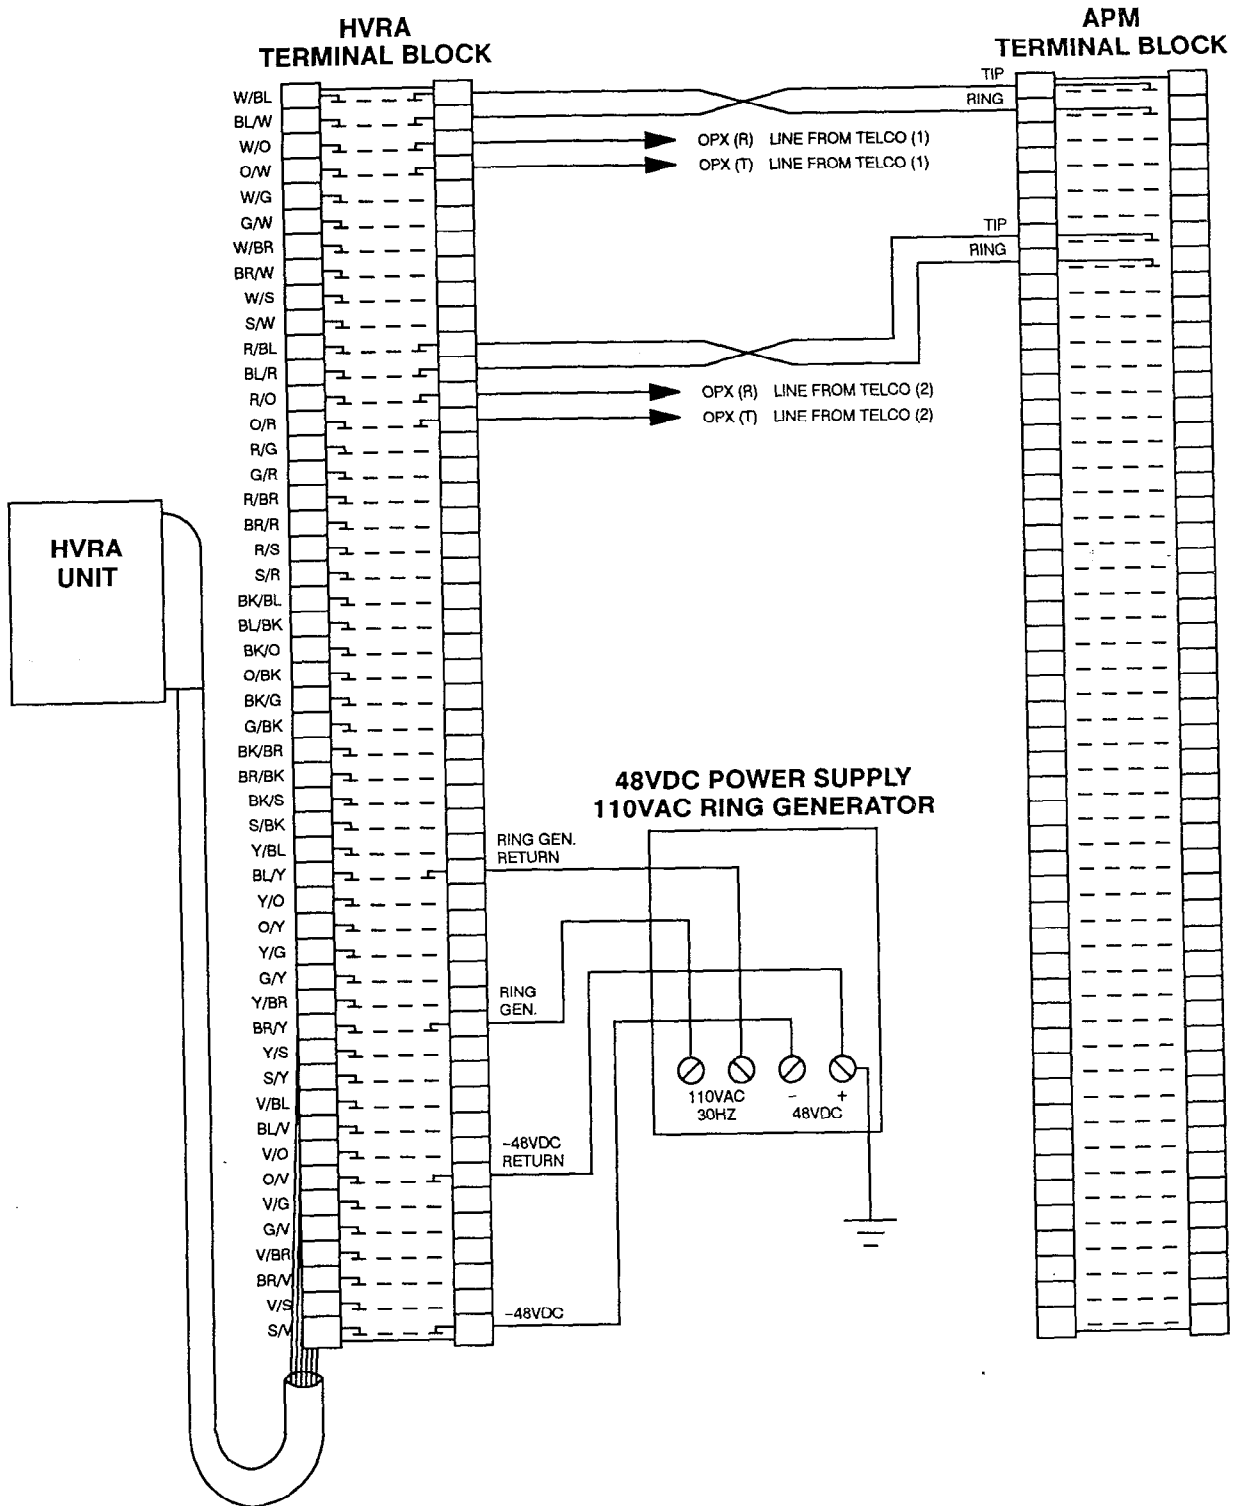 HVRA
TERMINAL BLOCK
APM
TERMINAL BLOCK
W/BL
BL/W
W/O
O/W
W/G
G/W
W/BR
BR/W
W/S
S/W
R/BL
BL/R
R/O
O/R
R/G
G/R
R/BR
BR/R
R/S
S/R
BK/BL
BL/BK
BK/O
O/BK
BK/G
G/BK
BK/BR
BR/BK
BK/S
S/BK
Y/BL
BL/Y
Y/O
O/Y
Y/G
G/Y
Y/BR
BR/Y
Y/S
S/Y
V/BL
BL/V
V/O
O/V
V/G
G/V
V/BR
BR/V
V/S
S/V
TIP
RING
OPX (R) LINE FROM TELCO (1)
OPX (T) LINE FROM TELCO (1)
TIP
RING
OPX (R) LINE FROM TELCO (2)
OPX (T) LINE FROM TELCO (2)
HVRA
UNIT
48VDC POWER SUPPLY
110VAC RING GENERATOR
RING GEN.
RETURN
RING
GEN.
110VAC
30HZ
- +
48VDC
-48VDC
RETURN
-48VDC